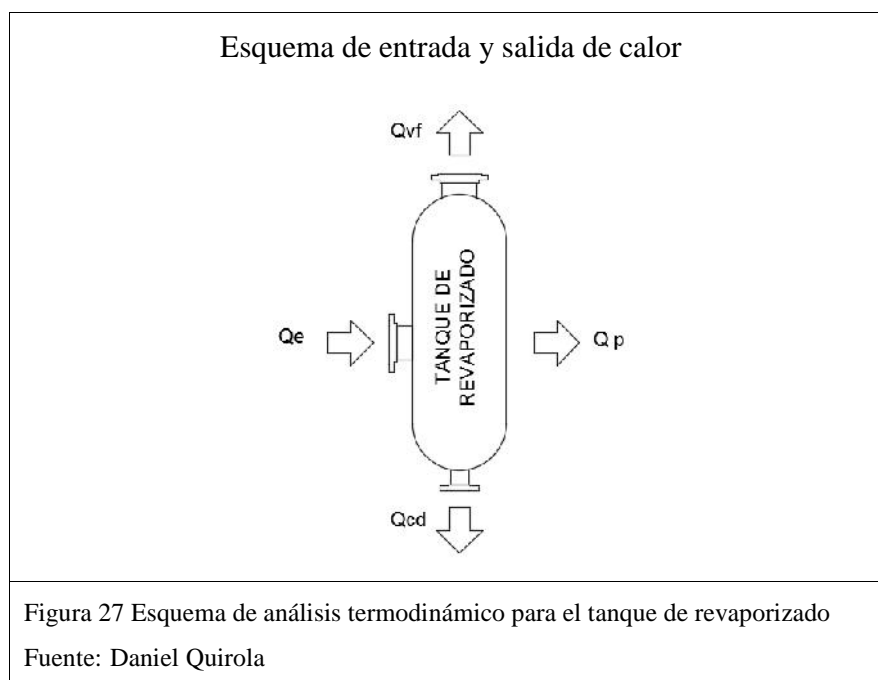 Esquema de entrada y salida de calor
Qvf
TANQUE DE
REVAPORIZADO
Qe
Qp
Qcd
Figura 27 Esquema de análisis termodinámico para el tanque de revaporizado
Fuente: Daniel Quirola